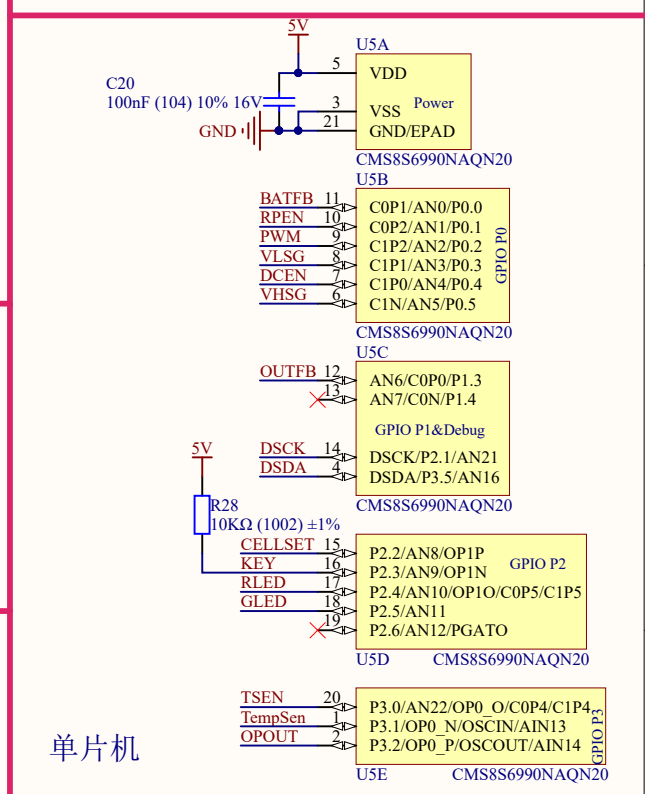 5V
U5A
5
VDD
C20
100nF (104) 10% 16V
3
VSS
Power
GND
21
GND/EPAD
CMS8S6990NAQN20
U5B
BATFB 11 C0P1/AN0/P0.0
RPEN 10 C0P2/AN1/P0.1
PWM 9 C1P2/AN2/P0.2
VLSG 8 C1P1/AN3/P0.3
DCEN 7 C1P0/AN4/P0.4
VHSG 6 C1N/AN5/P0.5
GPIO P0
CMS8S6990NAQN20
U5C
OUTFB 12 AN6/C0P0/P1.3
13 AN7/C0N/P1.4
GPIO P1&Debug
DSCK 14 DSCK/P2.1/AN21
DSDA 4 DSDA/P3.5/AN16
CMS8S6990NAQN20
5V
R28
10KΩ (1002) ±1%
CELLSET 15 P2.2/AN8/OP1P
GPIO P2
KEY 16 P2.3/AN9/OP1N
RLED 17 P2.4/AN10/OP1O/C0P5/C1P5
GLED 18 P2.5/AN11
19 P2.6/AN12/PGATO
U5D CMS8S6990NAQN20
TSEN 20 P3.0/AN22/OP0_O/C0P4/C1P4
TempSen 1 P3.1/OP0_N/OSCIN/AIN13
OPOUT 2 P3.2/OP0_P/OSCOUT/AIN14
GPIO P3
U5E CMS8S6990NAQN20
单片机